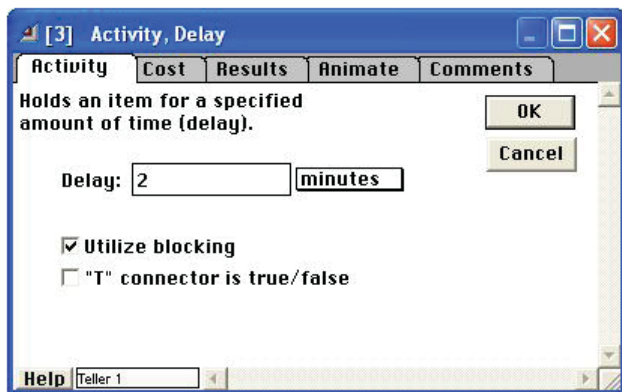 [3] Activity, Delay
Activity Cost Results Animate Comments
Holds an item for a specified
amount of time (delay).
OK
Cancel
Delay: 2 minutes
Utilize blocking
"T" connector is true/false
Help Teller 1